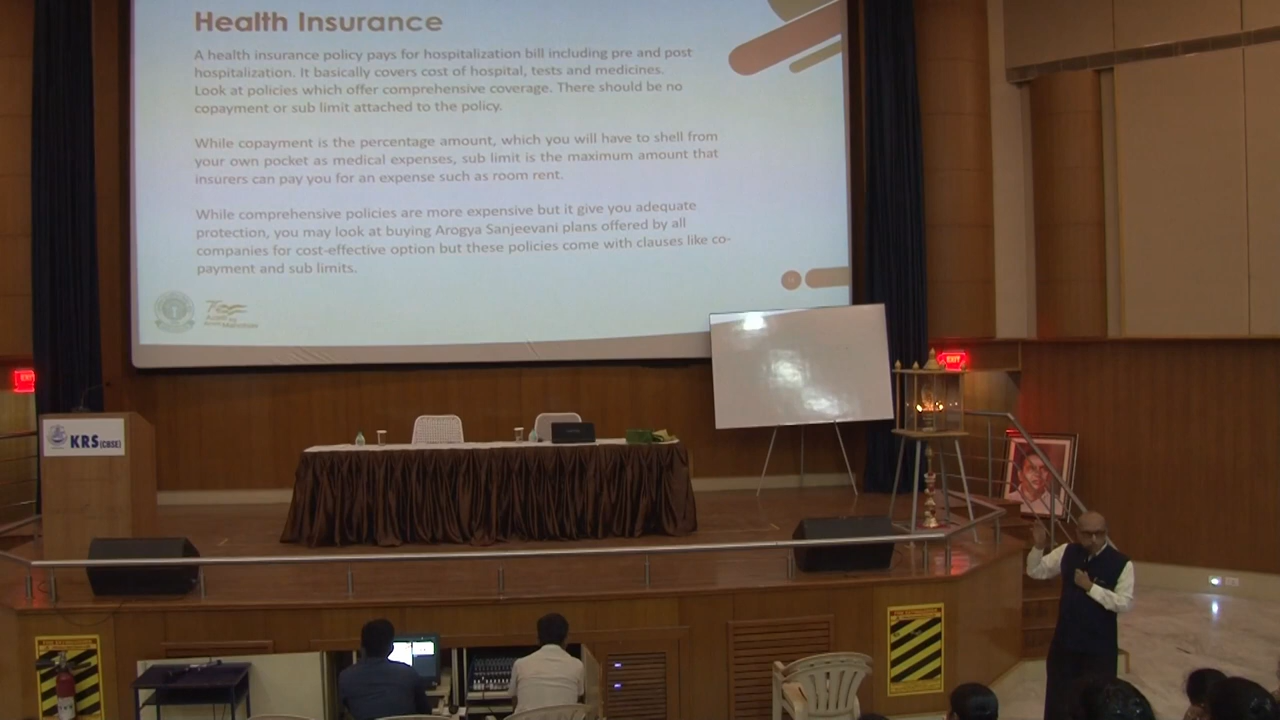 Health Insurance
A health insurance policy pays for hospitalization bill including pre and post
hospitalization. It basically covers cost of hospital, tests and medicines.
Look at policies which offer comprehensive coverage. There should be no
copayment or sub limit attached to the policy.
While copayment is the percentage amount, which you will have to shell from
your own pocket as medical expenses, sub limit is the maximum amount that
insurers can pay you for an expense such as room rent.
While comprehensive policies are more expensive but it give you adequate
protection, you may look at buying Arogya Sanjeevani plans offered by all
companies for cost-effective option but these policies come with clauses like co-
payment and sub limits.
EXIT
KRS (CBSE)